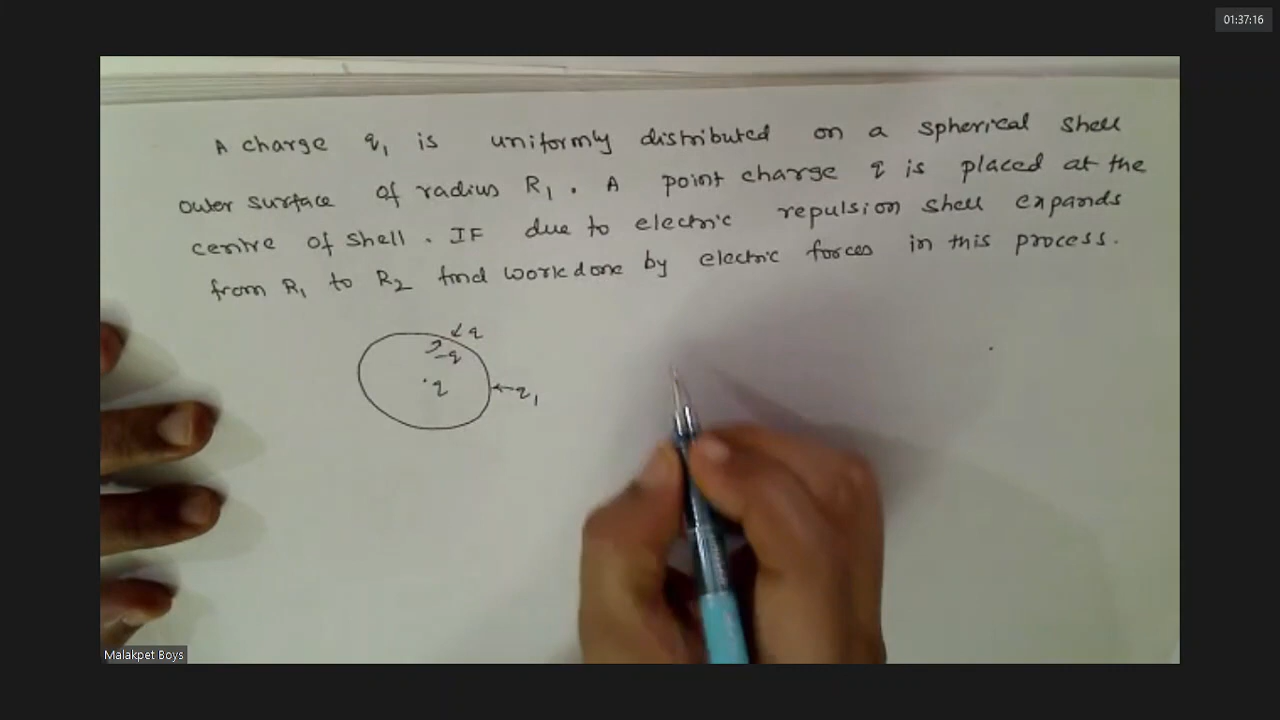 01:37:16
A charge q₁ is uniformly distributed on a spherical shell
outer surface of radius R₁. A point charge q is placed at the
centre of shell. IF due to electric repulsion shell expands
from R₁ to R₂ find workdone by electric forces in this process.
q
-q
q
q₁
Malakpet Boys